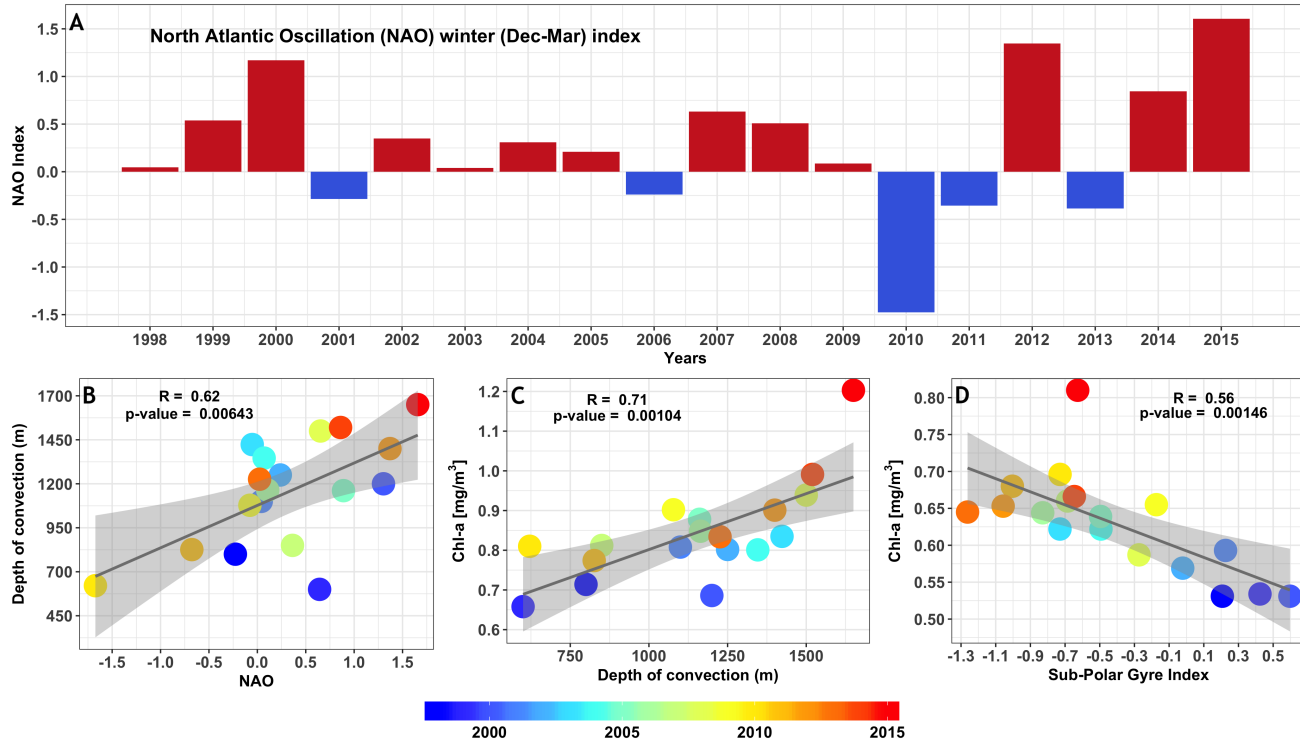 A
North Atlantic Oscillation (NAO) winter (Dec-Mar) index
NAO Index
1.5
1.0
0.5
0.0
-0.5
-1.0
-1.5
1998 1999 2000 2001 2002 2003 2004 2005 2006 2007 2008 2009 2010 2011 2012 2013 2014 2015
Years
B
R = 0.62
p-value = 0.00643
Depth of convection (m)
1700
1450
1200
950
700
450
-1.5 -1.0 -0.5 0.0 0.5 1.0 1.5
NAO
C
R = 0.71
p-value = 0.00104
Chl-a [mg/m³]
1.2
1.1
1.0
0.9
0.8
0.7
0.6
750 1000 1250 1500
Depth of convection (m)
D
R = 0.56
p-value = 0.00146
Chl-a [mg/m³]
0.80
0.75
0.70
0.65
0.60
0.55
0.50
-1.3 -1.1 -0.9 -0.7 -0.5 -0.3 -0.1 0.1 0.3 0.5
Sub-Polar Gyre Index
2000 2005 2010 2015